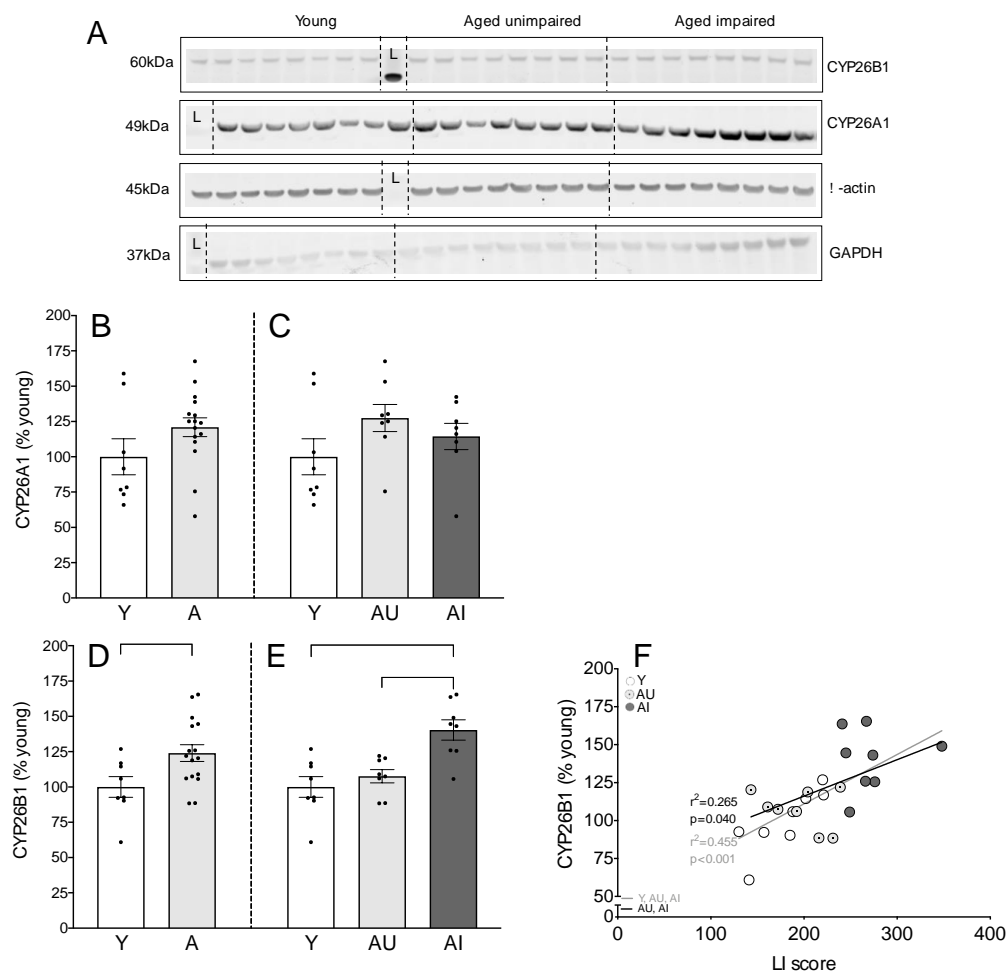 A
Young
Aged unimpaired
Aged impaired
60kDa
L
CYP26B1
L
49kDa
CYP26A1
45kDa
L
! -actin
L
37kDa
GAPDH
B
C
CYP26A1 (% young)
200
175
150
125
100
75
50
25
0
Y
A
Y
AU
AI
D
E
CYP26B1 (% young)
200
175
150
125
100
75
50
25
0
Y
A
Y
AU
AI
F
CYP26B1 (% young)
200
175
150
125
100
75
50
0
Y
AU
AI
r²=0.265
p=0.040
r²=0.455
p<0.001
Y, AU, AI
AU, AI
0
100
200
300
400
LI score